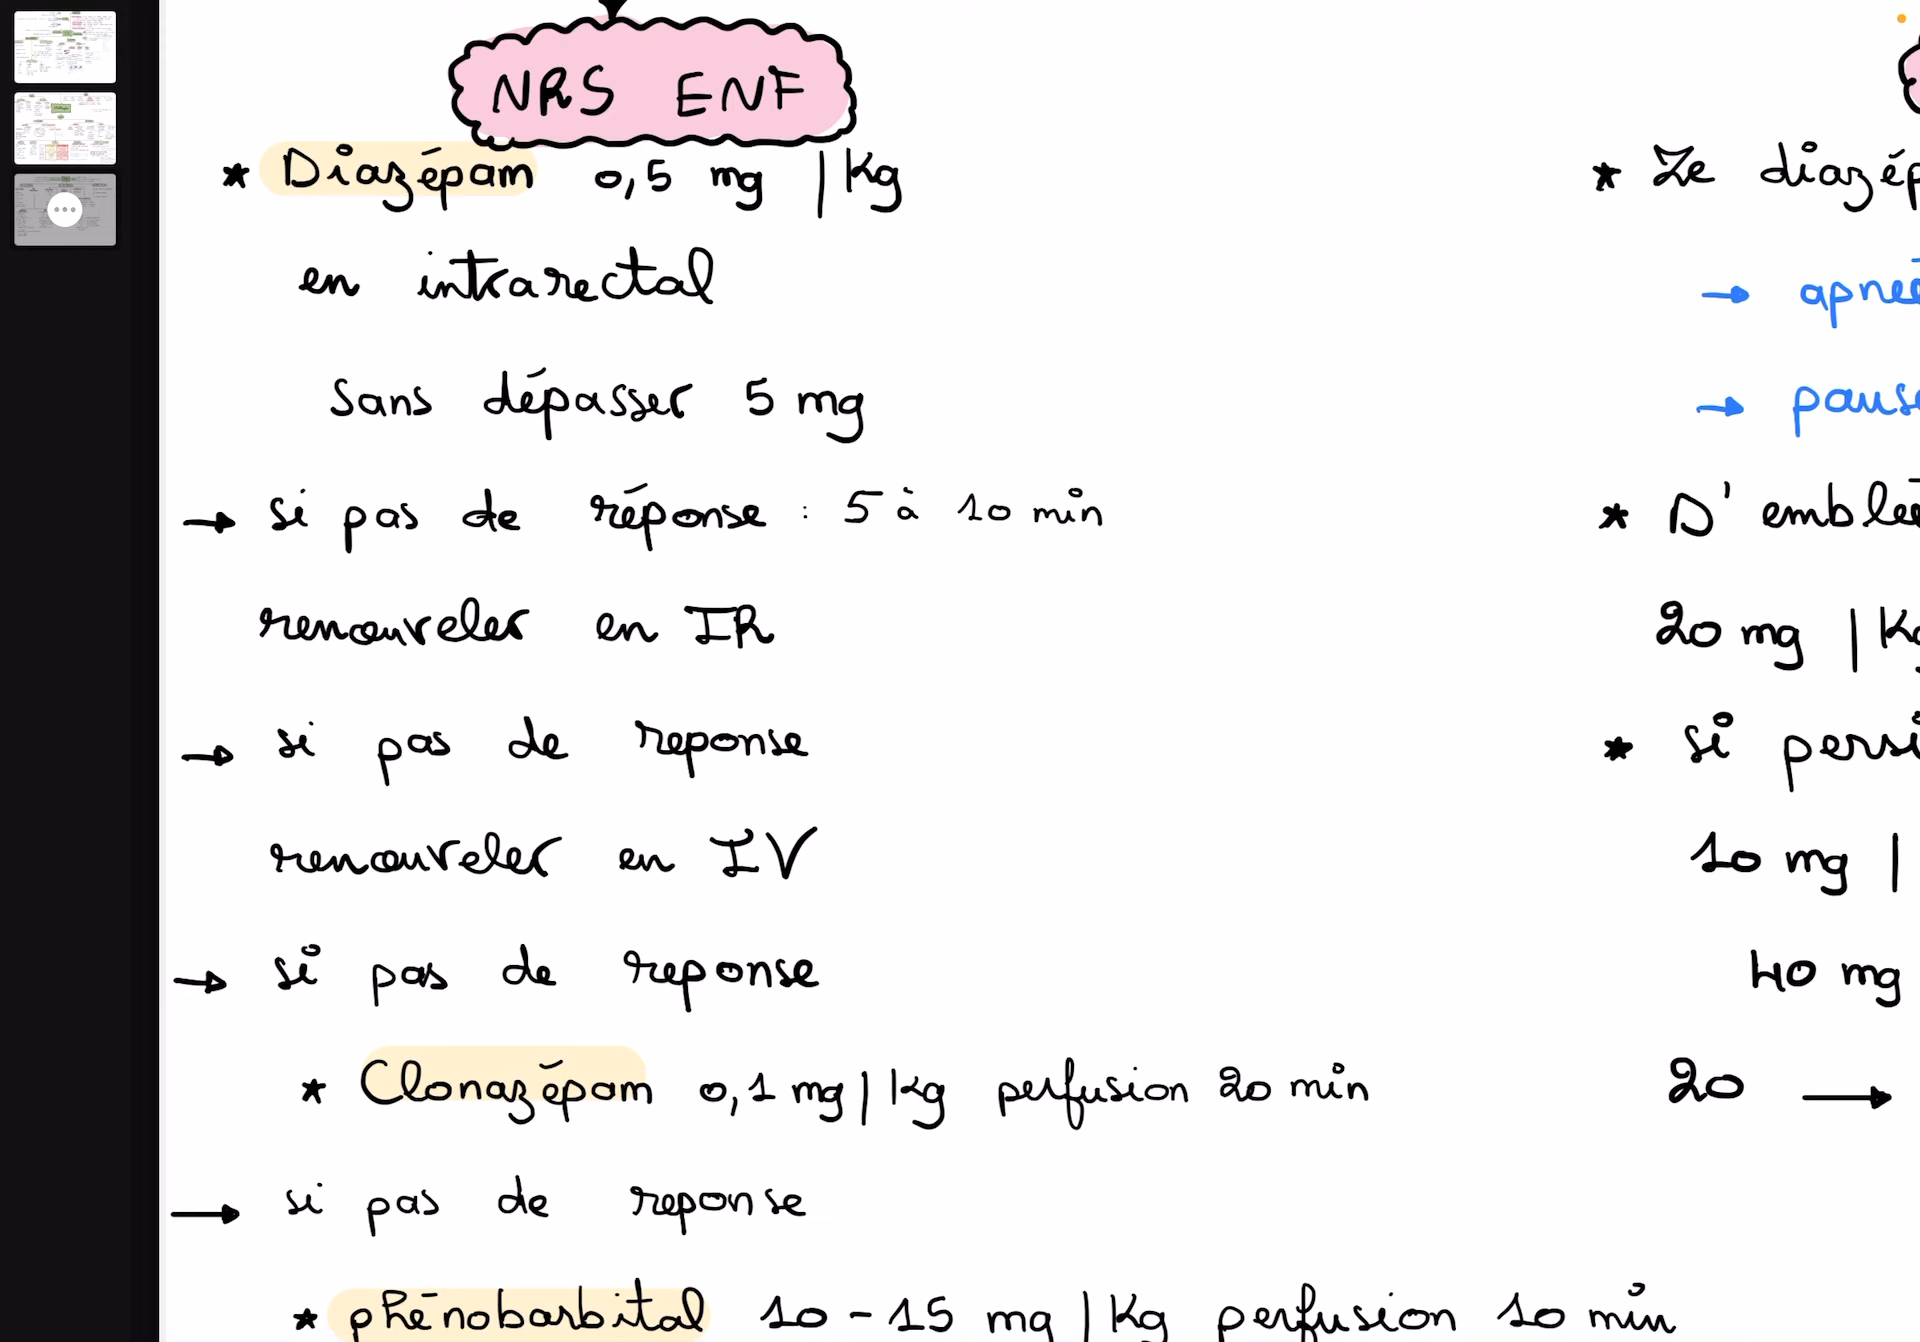 NRS ENF
* Diazépam 0,5 mg | Kg
en intrarectal
sans dépasser 5 mg
→ si pas de réponse : 5 à 10 min
renouveler en IR
→ si pas de reponse
renouveler en IV
→ si pas de reponse
* Clonazépam 0,1 mg | kg perfusion 20 min
→ si pas de reponse
* phénobarbital 10 - 15 mg | Kg perfusion 10 min
* Le diazép
→ apneé
→ pause
* D' emblée
20 mg | Kg
* si persi
10 mg |
40 mg
20 →